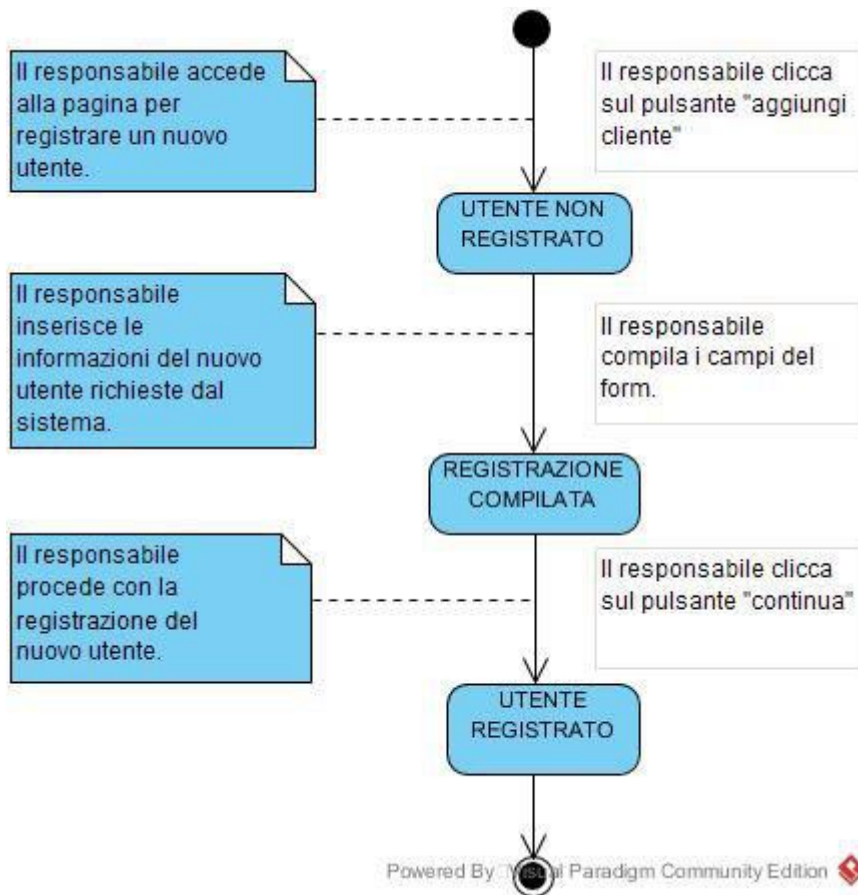 Il responsabile accede
alla pagina per
registrare un nuovo
utente.
Il responsabile clicca
sul pulsante "aggiungi
cliente"
UTENTE NON
REGISTRATO
Il responsabile
inserisce le
informazioni del nuovo
utente richieste dal
sistema.
Il responsabile
compila i campi del
form.
REGISTRAZIONE
COMPILATA
Il responsabile
procede con la
registrazione del
nuovo utente.
Il responsabile clicca
sul pulsante "continua"
UTENTE
REGISTRATO
Powered By Visual Paradigm Community Edition